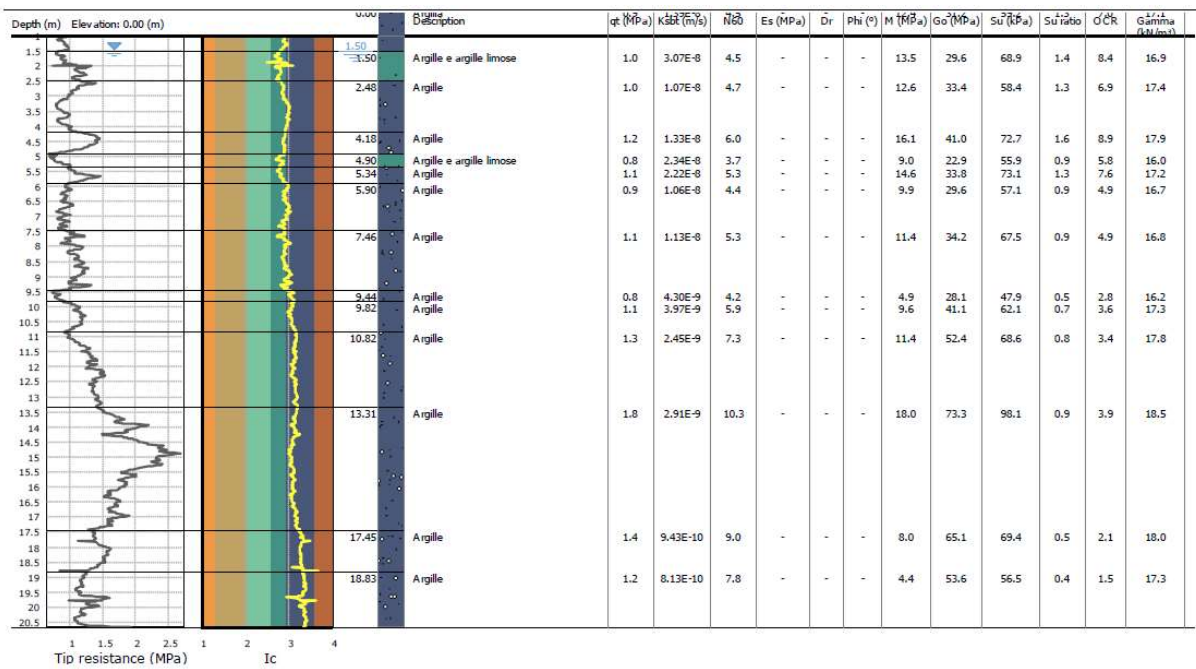 Depth (m) Elevation: 0.00 (m) Description qt (MPa) Ksbt (m/s) N60 Es (MPa) Dr Phi (°) M (MPa) Go (MPa) Su (kPa) Su ratio OCR Gamma (kN/m³)
1.50
1.50 Argille e argille limose 1.0 3.07E-8 4.5 - - - 13.5 29.6 68.9 1.4 8.4 16.9
2.48 Argille 1.0 1.07E-8 4.7 - - - 12.6 33.4 58.4 1.3 6.9 17.4
4.18 Argille 1.2 1.33E-8 6.0 - - - 16.1 41.0 72.7 1.6 8.9 17.9
4.90 Argille e argille limose 0.8 2.34E-8 3.7 - - - 9.0 22.9 55.9 0.9 5.8 16.0
5.34 Argille 1.1 2.22E-8 5.3 - - - 14.6 33.8 73.1 1.3 7.6 17.2
5.90 Argille 0.9 1.06E-8 4.4 - - - 9.9 29.6 57.1 0.9 4.9 16.7
7.46 Argille 1.1 1.13E-8 5.3 - - - 11.4 34.2 67.5 0.9 4.9 16.8
9.44 Argille 0.8 4.30E-9 4.2 - - - 4.9 28.1 47.9 0.5 2.8 16.2
9.82 Argille 1.1 3.97E-9 5.9 - - - 9.6 41.1 62.1 0.7 3.6 17.3
10.82 Argille 1.3 2.45E-9 7.3 - - - 11.4 52.4 68.6 0.8 3.4 17.8
13.31 Argille 1.8 2.91E-9 10.3 - - - 18.0 73.3 98.1 0.9 3.9 18.5
17.45 Argille 1.4 9.43E-10 9.0 - - - 8.0 65.1 69.4 0.5 2.1 18.0
18.83 Argille 1.2 8.13E-10 7.8 - - - 4.4 53.6 56.5 0.4 1.5 17.3
1.5
2
2.5
3
3.5
4
4.5
5
5.5
6
6.5
7
7.5
8
8.5
9
9.5
10
10.5
11
11.5
12
12.5
13
13.5
14
14.5
15
15.5
16
16.5
17
17.5
18
18.5
19
19.5
20
20.5
1 1.5 2 2.5 1 2 3 4
Tip resistance (MPa) Ic